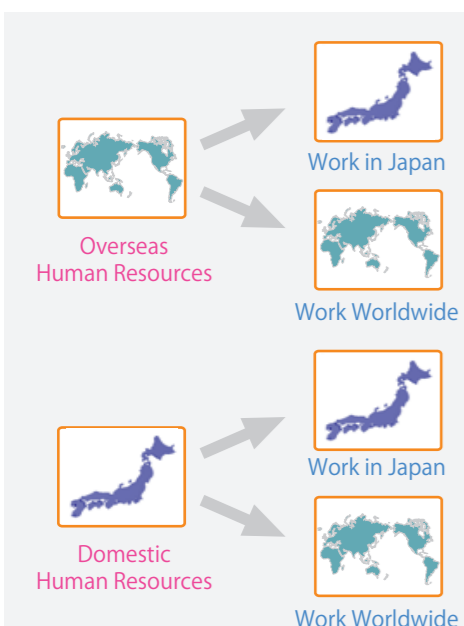 Work in Japan
Overseas
Human Resources
Work Worldwide
Work in Japan
Domestic
Human Resources
Work Worldwide